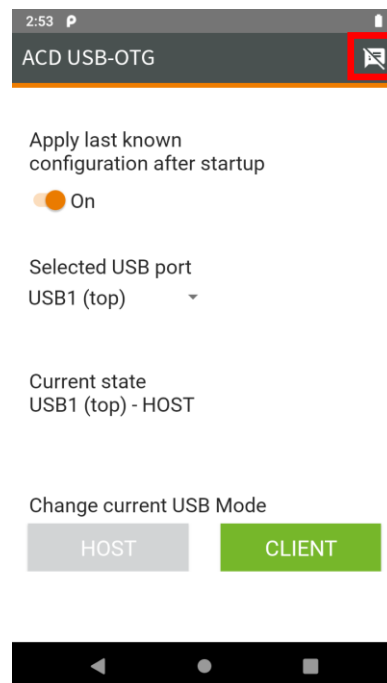 2:53
ACD USB-OTG
Apply last known
configuration after startup
On
Selected USB port
USB1 (top)
Current state
USB1 (top) - HOST
Change current USB Mode
HOST CLIENT